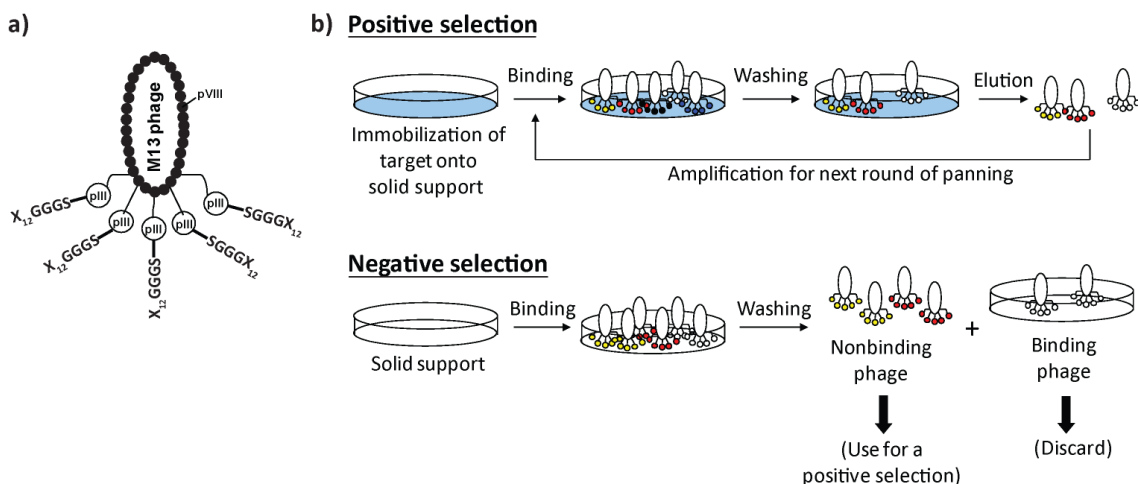 a)
M13 phage
pVIII
pIII
pIII
pIII
pIII
pIII
X₁₂GGGS
X₁₂GGGS
X₁₂GGGS
SGGGX₁₂
SGGGX₁₂
b)
Positive selection
Immobilization of
target onto
solid support
Binding
Washing
Elution
Amplification for next round of panning
Negative selection
Solid support
Binding
Washing
Nonbinding
phage
+
Binding
phage
(Use for a
positive selection)
(Discard)